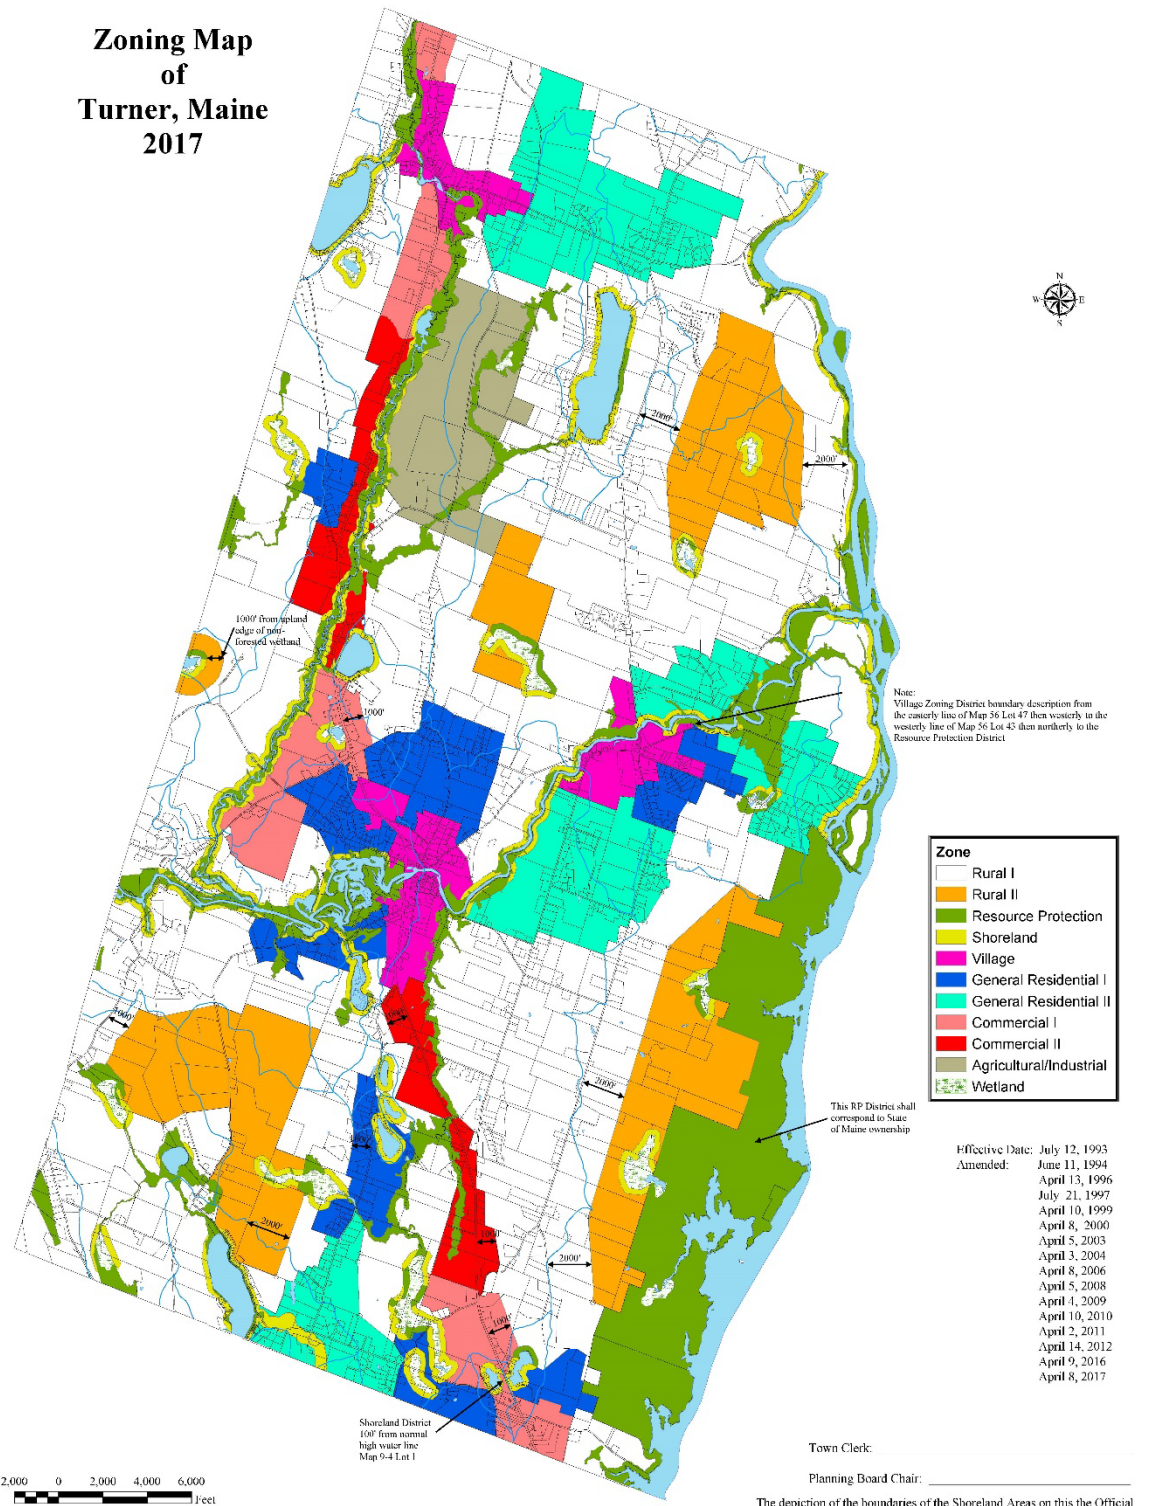 Zoning Map
of
Turner, Maine
2017
N
W
E
S
2000'
2000'
1000' from upland
edge of non-
forested wetland
1000'
Note:
Village Zoning District boundary description from
the easterly line of Map 56 Lot 47 then westerly to the
westerly line of Map 56 Lot 43 then northerly to the
Resource Protection District
Zone
Rural I
Rural II
Resource Protection
Shoreland
Village
General Residential I
General Residential II
Commercial I
Commercial II
Agricultural/Industrial
Wetland
1000'
1000'
2000'
1000'
This RP District shall
correspond to State
of Maine ownership
2000'
1000'
2000'
1000'
Effective Date: July 12, 1993
Amended: June 11, 1994
April 13, 1996
July 21, 1997
April 10, 1999
April 8, 2000
April 5, 2003
April 3, 2004
April 8, 2006
April 5, 2008
April 4, 2009
April 10, 2010
April 2, 2011
April 14, 2012
April 9, 2016
April 8, 2017
Shoreland District
100' from normal
high water line
Map 9-4 Lot 1
Town Clerk:
Planning Board Chair:
2,000 0 2,000 4,000 6,000
Feet
The depiction of the boundaries of the Shoreland Areas on this the Official